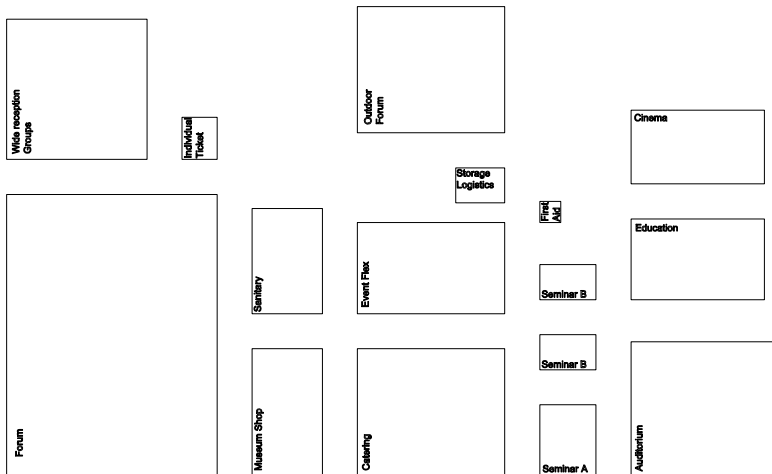 Wide reception
Groups
Individual
Ticket
Outdoor
Forum
Cinema
Storage
Logistics
First
Aid
Education
Sanitary
Event Flex
Seminar B
Seminar B
Forum
Museum Shop
Catering
Seminar A
Auditorium